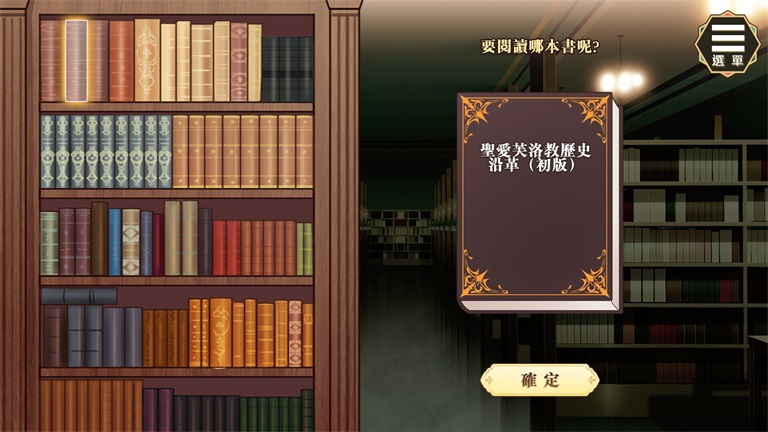 要閱讀哪本書呢?
選單
聖愛芙洛教歷史
沿革（初版）
確定